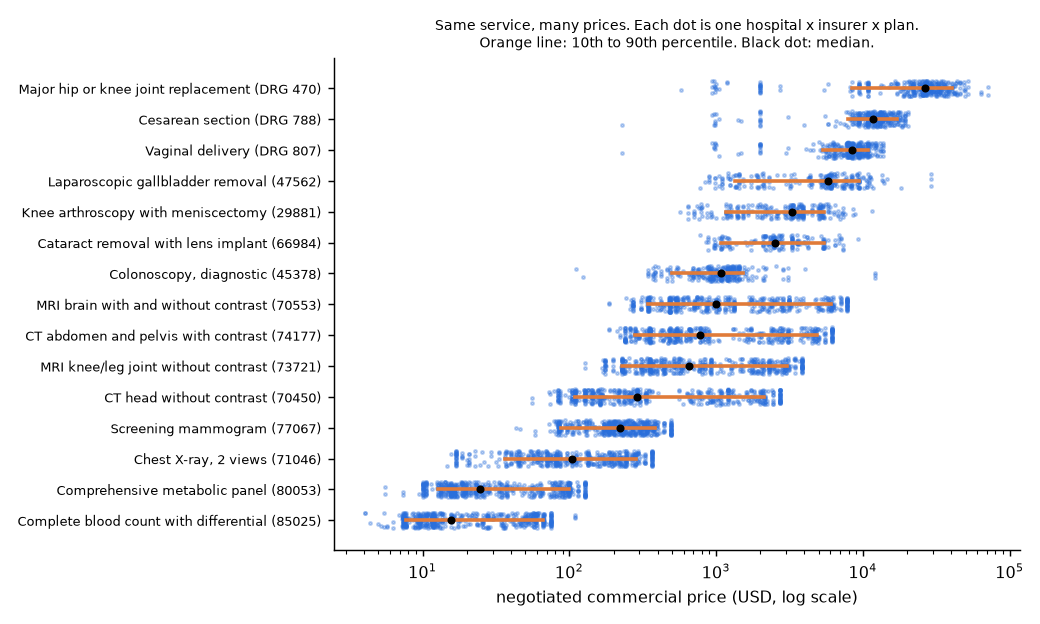 Same service, many prices. Each dot is one hospital x insurer x plan.
Orange line: 10th to 90th percentile. Black dot: median.
Major hip or knee joint replacement (DRG 470)
Cesarean section (DRG 788)
Vaginal delivery (DRG 807)
Laparoscopic gallbladder removal (47562)
Knee arthroscopy with meniscectomy (29881)
Cataract removal with lens implant (66984)
Colonoscopy, diagnostic (45378)
MRI brain with and without contrast (70553)
CT abdomen and pelvis with contrast (74177)
MRI knee/leg joint without contrast (73721)
CT head without contrast (70450)
Screening mammogram (77067)
Chest X-ray, 2 views (71046)
Comprehensive metabolic panel (80053)
Complete blood count with differential (85025)
10¹ 10² 10³ 10⁴ 10⁵
negotiated commercial price (USD, log scale)